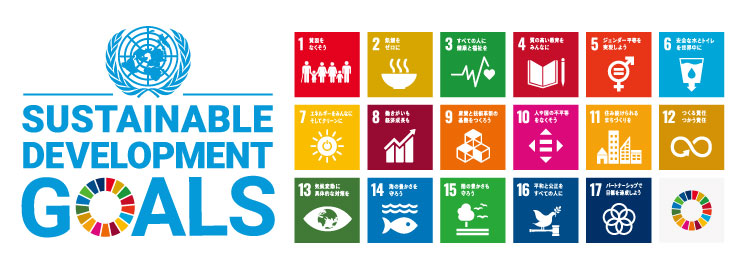 SUSTAINABLE
DEVELOPMENT
GOALS
1 貧困を
なくそう
2 飢餓を
ゼロに
3 すべての人に
健康と福祉を
4 質の高い教育を
みんなに
5 ジェンダー平等を
実現しよう
6 安全な水とトイレ
を世界中に
7 エネルギーをみんなに
そしてクリーンに
8 働きがいも
経済成長も
9 産業と技術革新の
基盤をつくろう
10 人や国の不平等
をなくそう
11 住み続けられる
まちづくりを
12 つくる責任
つかう責任
13 気候変動に
具体的な対策を
14 海の豊かさを
守ろう
15 陸の豊かさも
守ろう
16 平和と公正を
すべての人に
17 パートナーシップで
目標を達成しよう